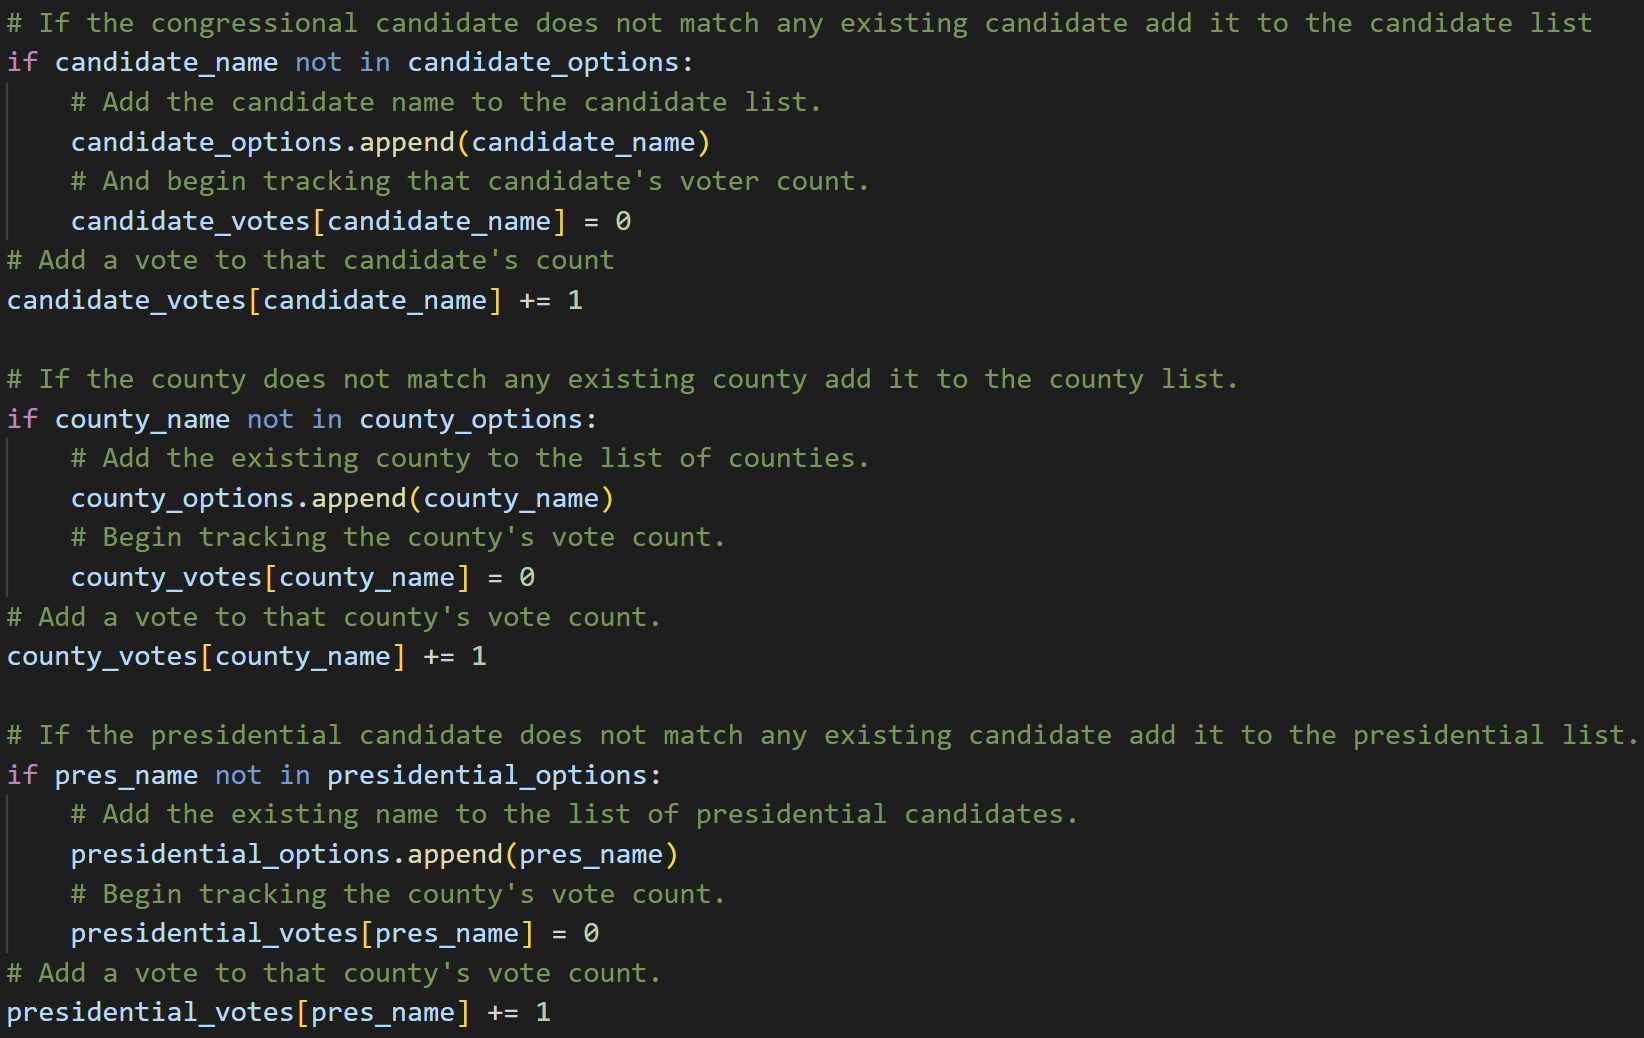 # If the congressional candidate does not match any existing candidate add it to the candidate list
if candidate_name not in candidate_options:
    # Add the candidate name to the candidate list.
    candidate_options.append(candidate_name)
    # And begin tracking that candidate's voter count.
    candidate_votes[candidate_name] = 0
# Add a vote to that candidate's count
candidate_votes[candidate_name] += 1

# If the county does not match any existing county add it to the county list.
if county_name not in county_options:
    # Add the existing county to the list of counties.
    county_options.append(county_name)
    # Begin tracking the county's vote count.
    county_votes[county_name] = 0
# Add a vote to that county's vote count.
county_votes[county_name] += 1

# If the presidential candidate does not match any existing candidate add it to the presidential list.
if pres_name not in presidential_options:
    # Add the existing name to the list of presidential candidates.
    presidential_options.append(pres_name)
    # Begin tracking the county's vote count.
    presidential_votes[pres_name] = 0
# Add a vote to that county's vote count.
presidential_votes[pres_name] += 1